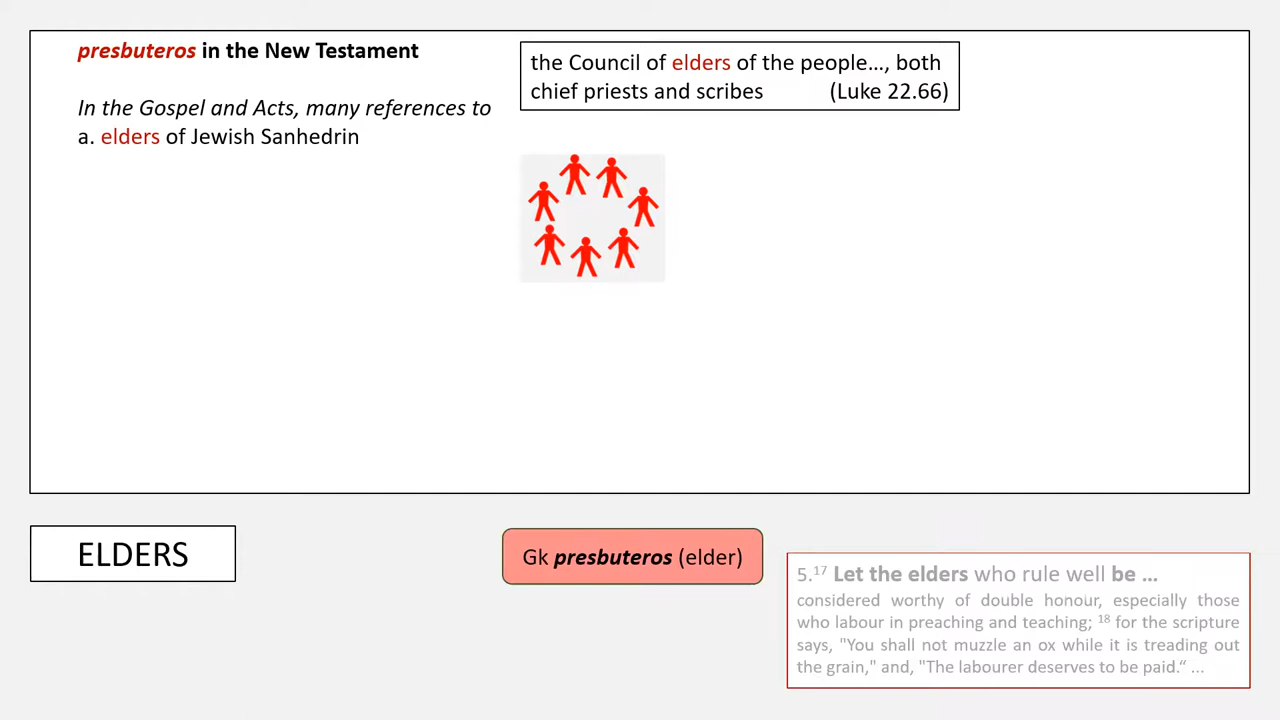 presbuteros in the New Testament
In the Gospel and Acts, many references to
a. elders of Jewish Sanhedrin
the Council of elders of the people…, both
chief priests and scribes (Luke 22.66)
ELDERS
Gk presbuteros (elder)
5.17 Let the elders who rule well be …
considered worthy of double honour, especially those
who labour in preaching and teaching; 18 for the scripture
says, "You shall not muzzle an ox while it is treading out
the grain," and, "The labourer deserves to be paid.“ ...